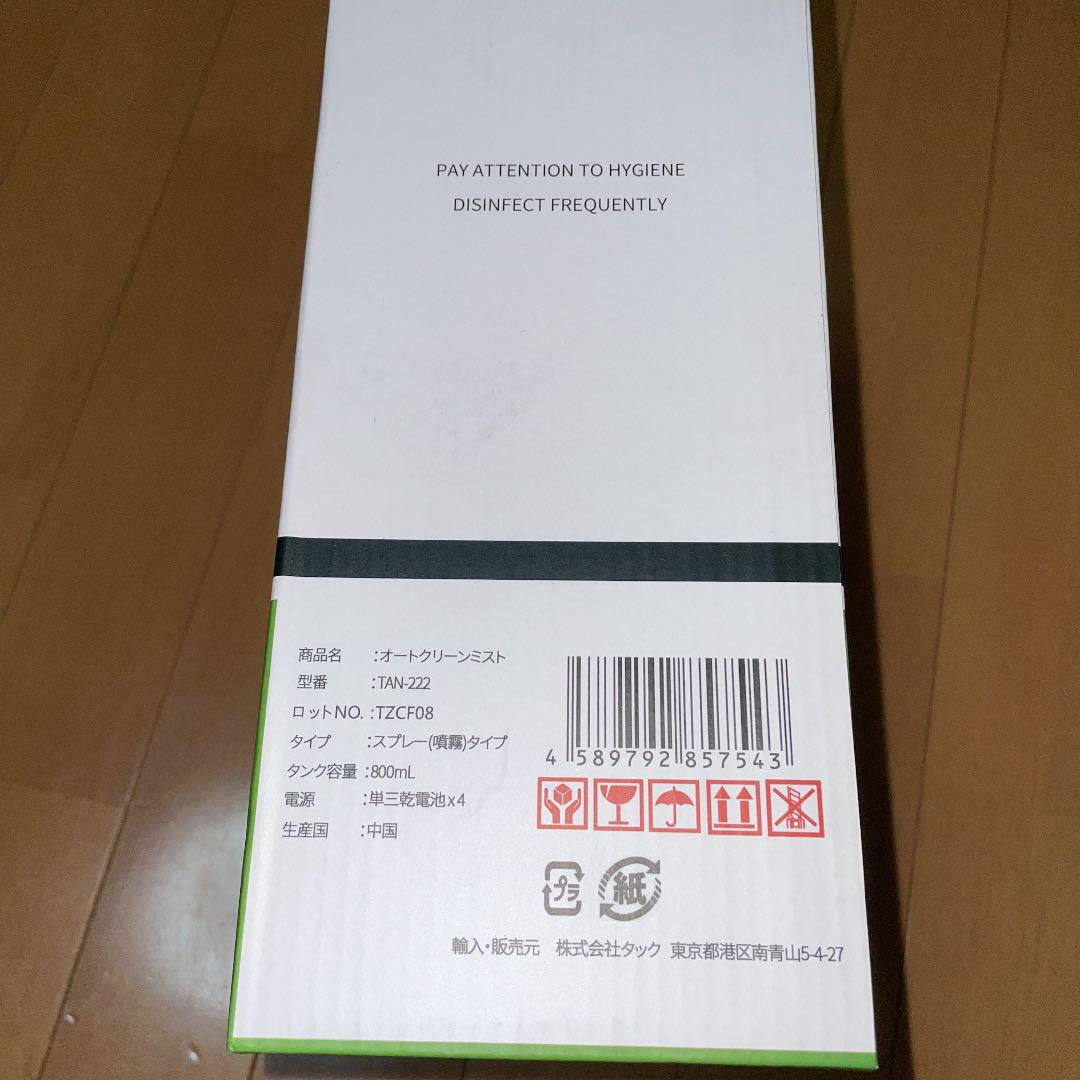 PAY ATTENTION TO HYGIENE
DISINFECT FREQUENTLY
商品名 :オートクリーンミスト
型番 :TAN-222
ロットNO. :TZCF08
タイプ :スプレー(噴霧)タイプ
タンク容量 :800mL
電源 :単三乾電池x4
生産国 :中国
4 589792 857543
プラ
紙
輸入・販売元 株式会社タック 東京都港区南青山5-4-27